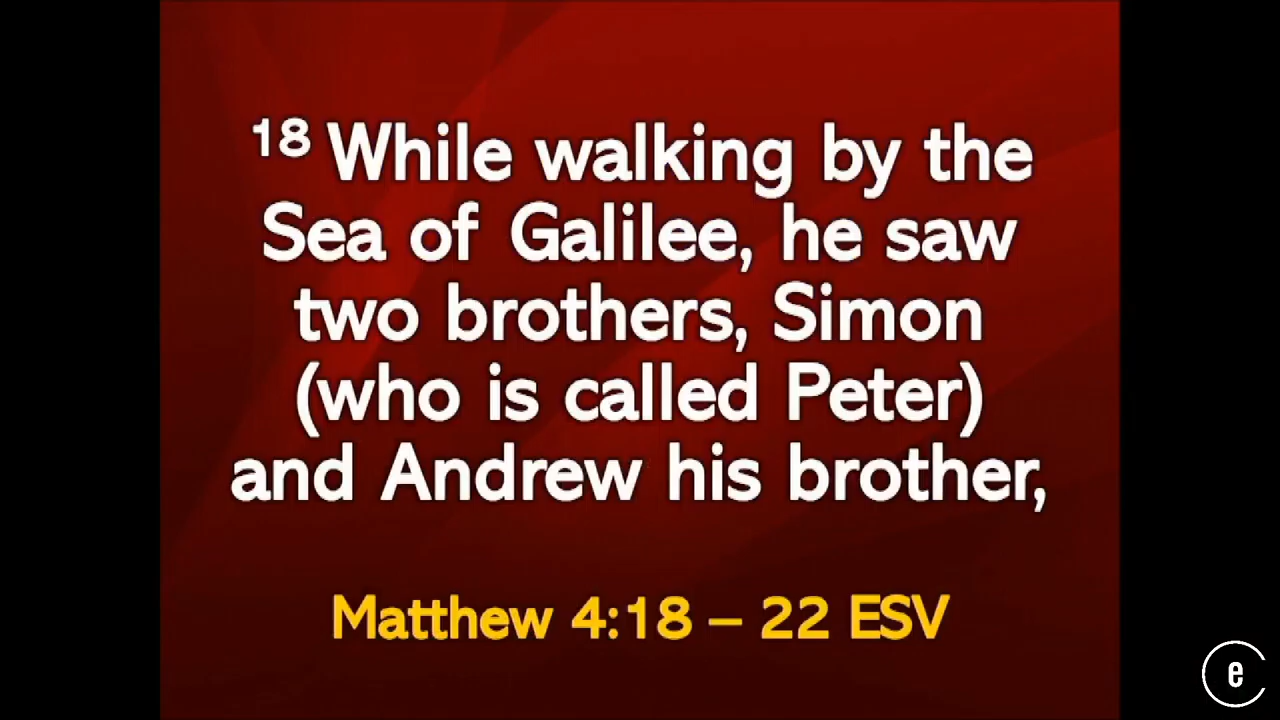 18 While walking by the
Sea of Galilee, he saw
two brothers, Simon
(who is called Peter)
and Andrew his brother,
Matthew 4:18 – 22 ESV
e